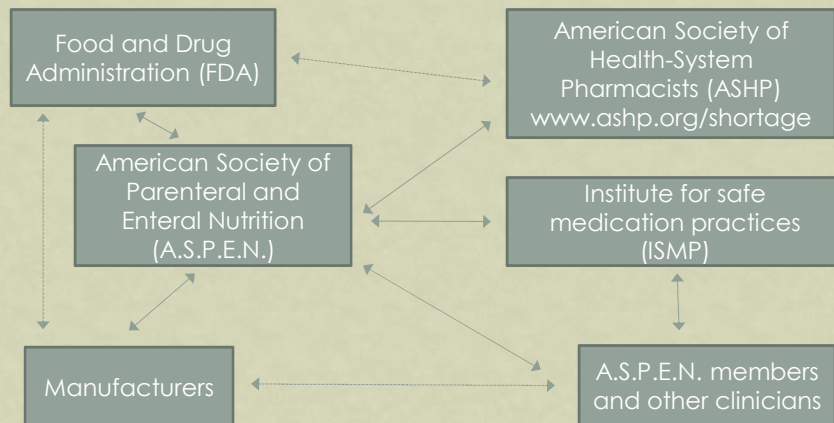 Food and Drug
Administration (FDA)
American Society of
Health-System
Pharmacists (ASHP)
www.ashp.org/shortage
American Society of
Parenteral and
Enteral Nutrition
(A.S.P.E.N.)
Institute for safe
medication practices
(ISMP)
Manufacturers
A.S.P.E.N. members
and other clinicians